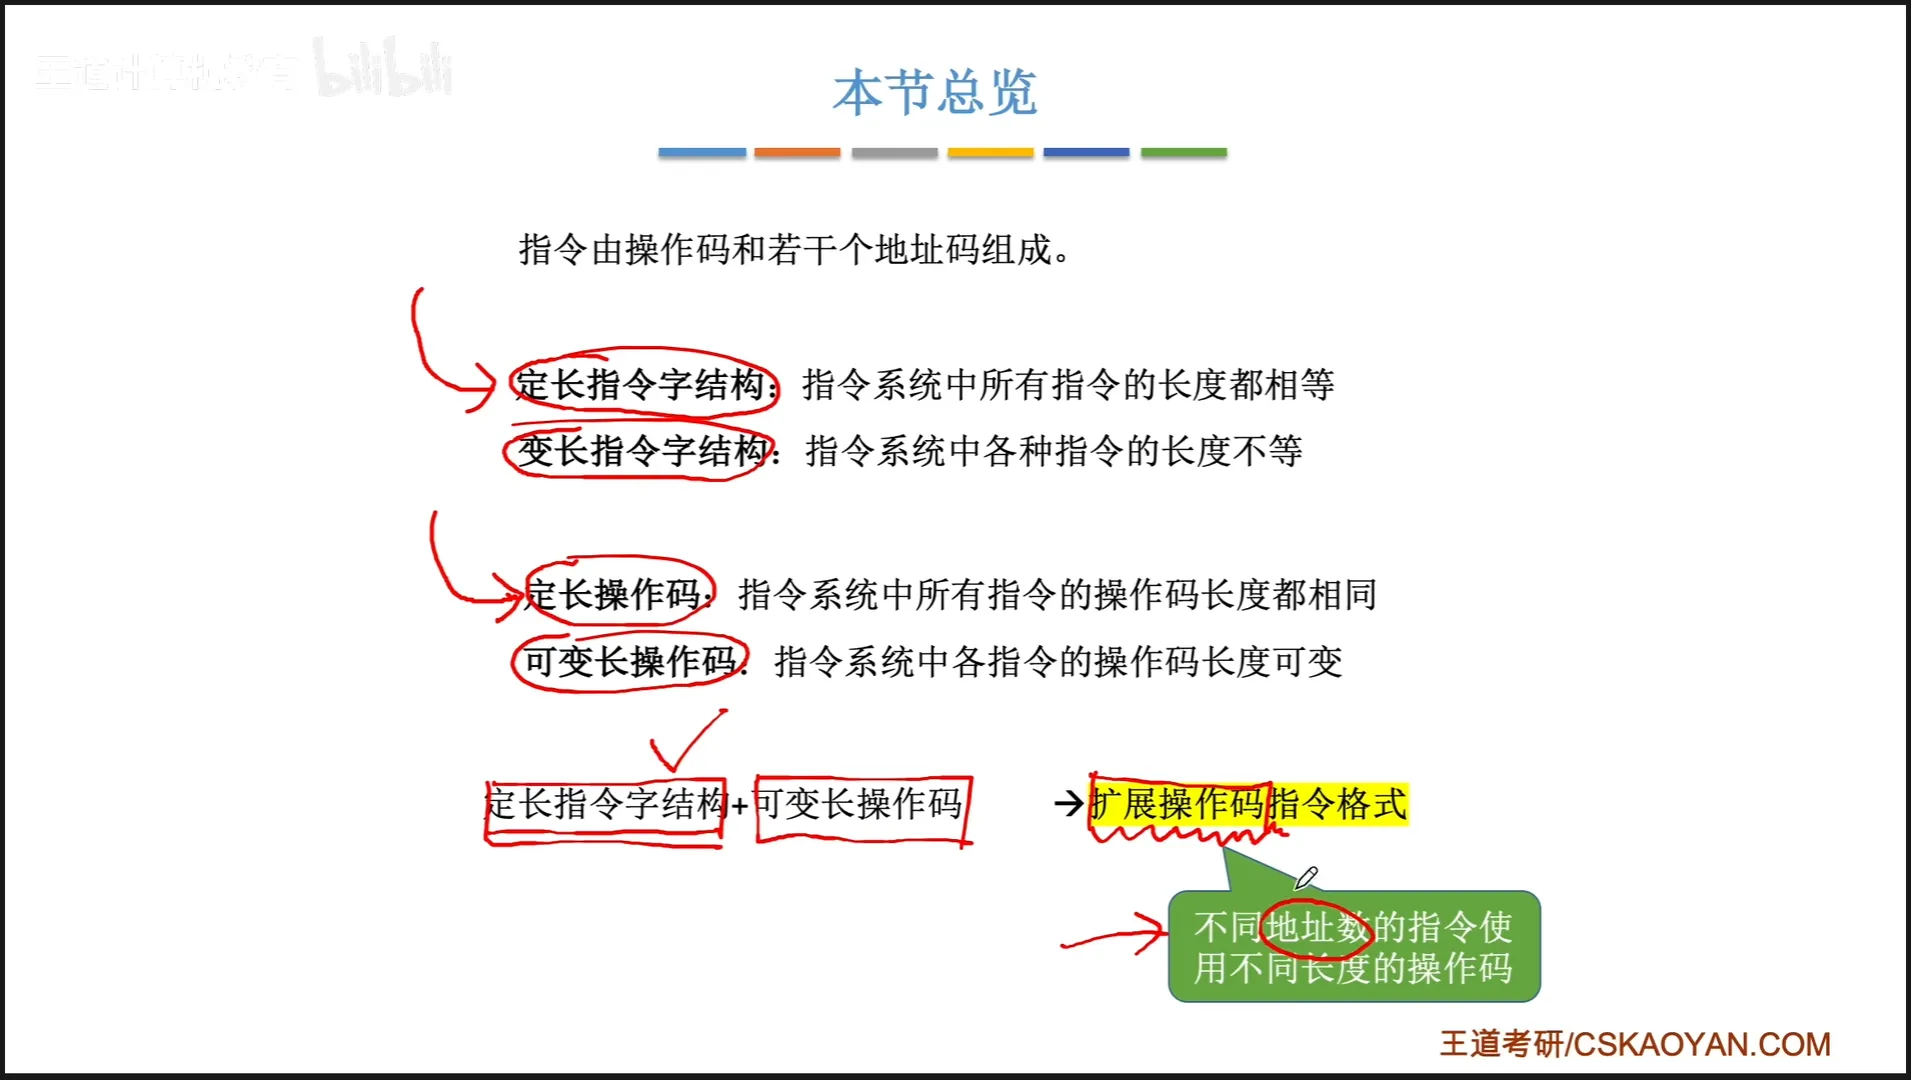 王道计算机教育 bilibili
本节总览
指令由操作码和若干个地址码组成。
定长指令字结构：指令系统中所有指令的长度都相等
变长指令字结构：指令系统中各种指令的长度不等
定长操作码：指令系统中所有指令的操作码长度都相同
可变长操作码：指令系统中各指令的操作码长度可变
定长指令字结构+可变长操作码 →扩展操作码指令格式
不同地址数的指令使
用不同长度的操作码
王道考研/CSKAOYAN.COM